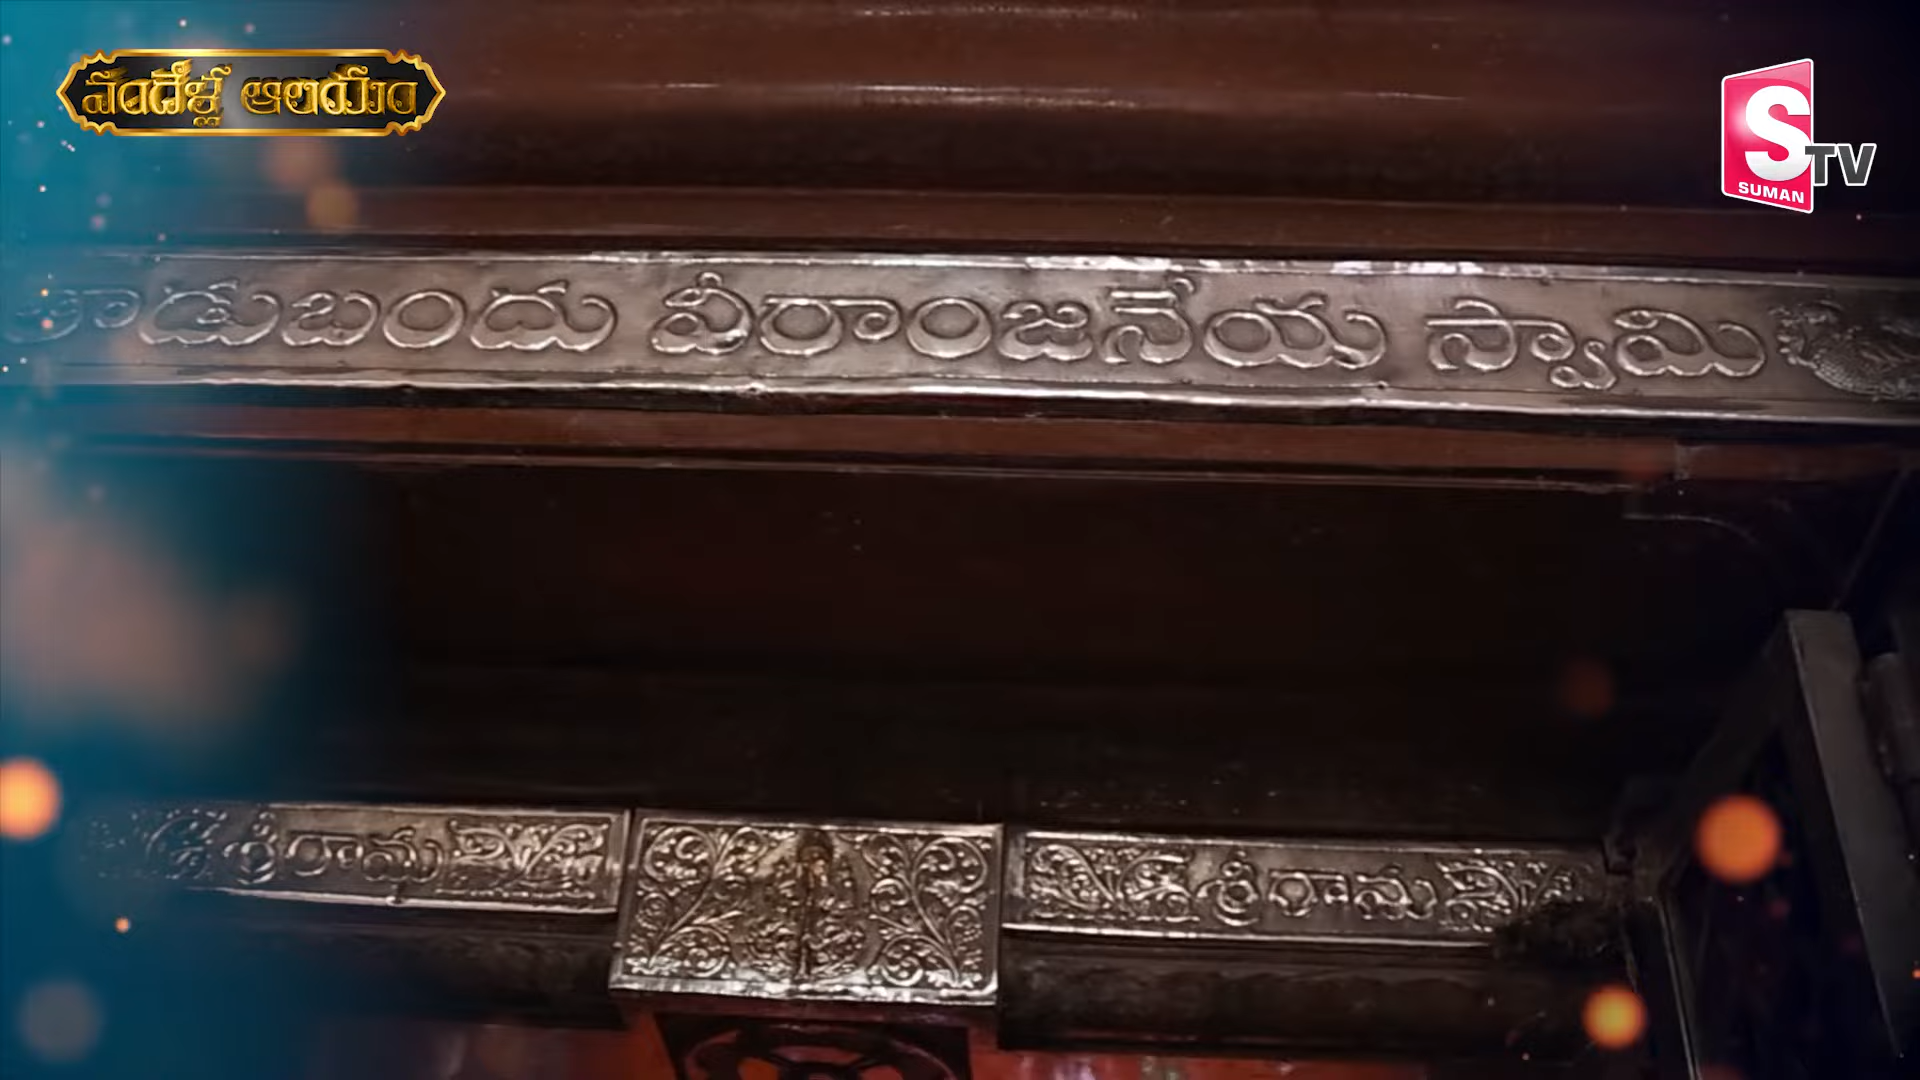 వందేళ్ల ఆలయం
S TV
SUMAN
తాడుబందు వీరాంజనేయ స్వామి
శ్రీరామ శ్రీరామ